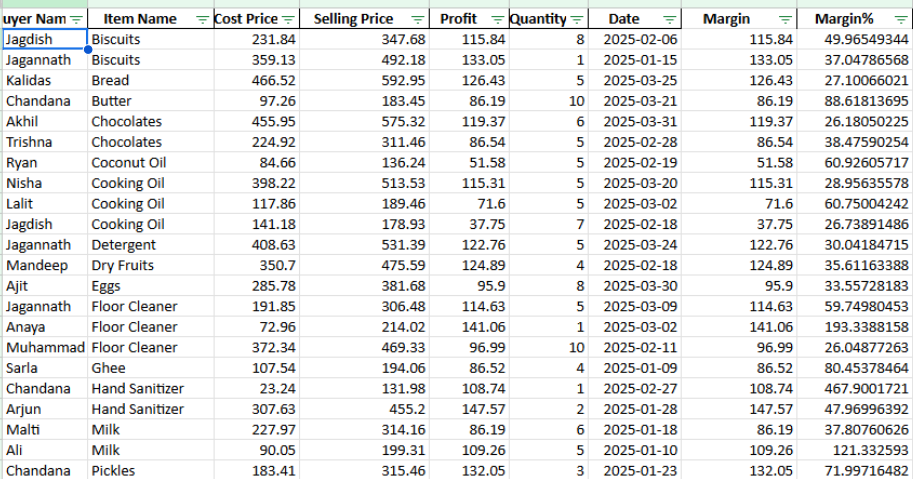 uyer Nam Item Name Cost Price Selling Price Profit Quantity Date Margin Margin%
Jagdish Biscuits 231.84 347.68 115.84 8 2025-02-06 115.84 49.96549344
Jagannath Biscuits 359.13 492.18 133.05 1 2025-01-15 133.05 37.04786568
Kalidas Bread 466.52 592.95 126.43 5 2025-03-25 126.43 27.10066021
Chandana Butter 97.26 183.45 86.19 10 2025-03-21 86.19 88.61813695
Akhil Chocolates 455.95 575.32 119.37 6 2025-03-31 119.37 26.18050225
Trishna Chocolates 224.92 311.46 86.54 5 2025-02-28 86.54 38.47590254
Ryan Coconut Oil 84.66 136.24 51.58 5 2025-02-19 51.58 60.92605717
Nisha Cooking Oil 398.22 513.53 115.31 5 2025-03-20 115.31 28.95635578
Lalit Cooking Oil 117.86 189.46 71.6 5 2025-03-02 71.6 60.75004242
Jagdish Cooking Oil 141.18 178.93 37.75 7 2025-02-18 37.75 26.73891486
Jagannath Detergent 408.63 531.39 122.76 5 2025-03-24 122.76 30.04184715
Mandeep Dry Fruits 350.7 475.59 124.89 4 2025-02-18 124.89 35.61163388
Ajit Eggs 285.78 381.68 95.9 8 2025-03-30 95.9 33.55728183
Jagannath Floor Cleaner 191.85 306.48 114.63 5 2025-03-09 114.63 59.74980453
Anaya Floor Cleaner 72.96 214.02 141.06 1 2025-03-02 141.06 193.3388158
Muhammad Floor Cleaner 372.34 469.33 96.99 10 2025-02-11 96.99 26.04877263
Sarla Ghee 107.54 194.06 86.52 4 2025-01-09 86.52 80.45378464
Chandana Hand Sanitizer 23.24 131.98 108.74 1 2025-02-27 108.74 467.9001721
Arjun Hand Sanitizer 307.63 455.2 147.57 2 2025-01-28 147.57 47.96996392
Malti Milk 227.97 314.16 86.19 6 2025-01-18 86.19 37.80760626
Ali Milk 90.05 199.31 109.26 5 2025-01-10 109.26 121.332593
Chandana Pickles 183.41 315.46 132.05 3 2025-01-23 132.05 71.99716482